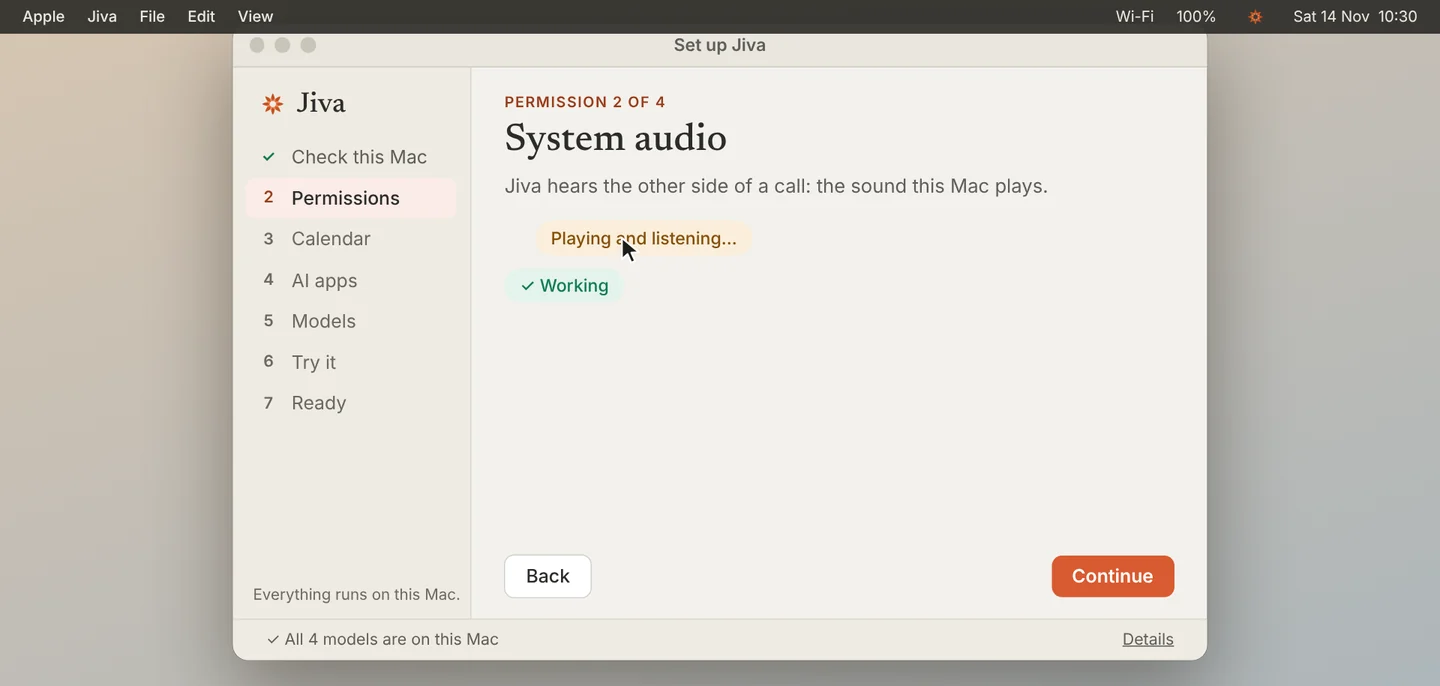 Apple Jiva File Edit View Wi-Fi 100% Sat 14 Nov 10:30
Set up Jiva
Jiva
✓ Check this Mac
2 Permissions
3 Calendar
4 AI apps
5 Models
6 Try it
7 Ready
Everything runs on this Mac.
PERMISSION 2 OF 4
System audio
Jiva hears the other side of a call: the sound this Mac plays.
Playing and listening...
✓ Working
Back Continue
✓ All 4 models are on this Mac Details